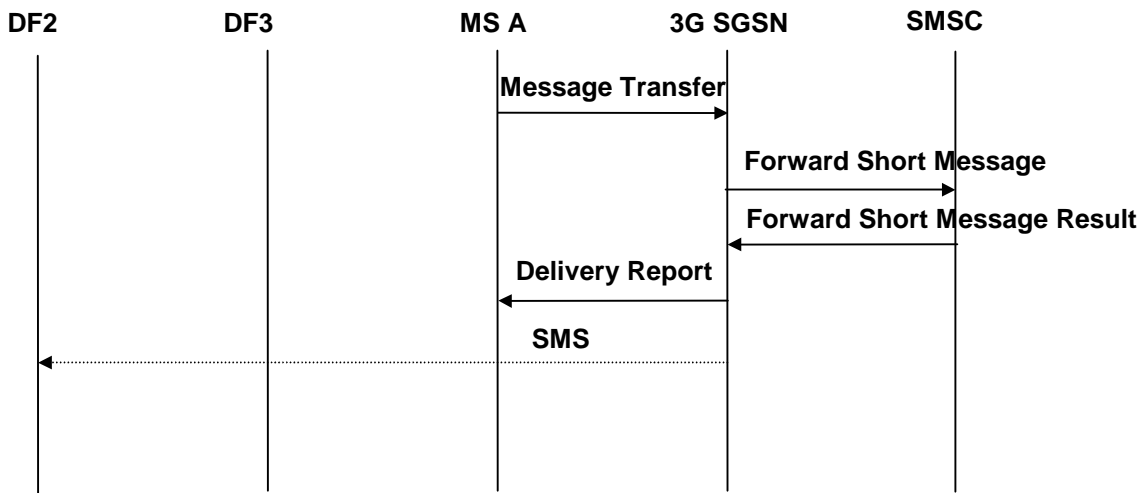 DF2 DF3 MS A 3G SGSN SMSC
Message Transfer
Forward Short Message
Forward Short Message Result
Delivery Report
SMS